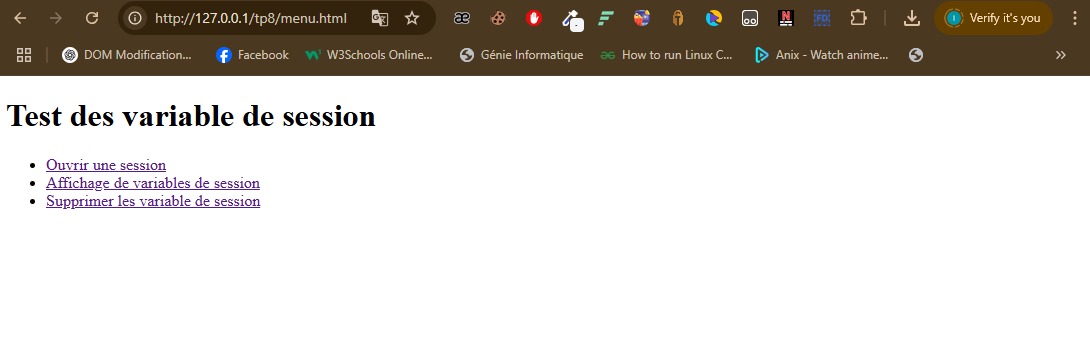 http://127.0.0.1/tp8/menu.html Verify it's you
DOM Modification... Facebook W3Schools Online... Génie Informatique How to run Linux C... Anix - Watch anime...
Test des variable de session
Ouvrir une session
Affichage de variables de session
Supprimer les variable de session